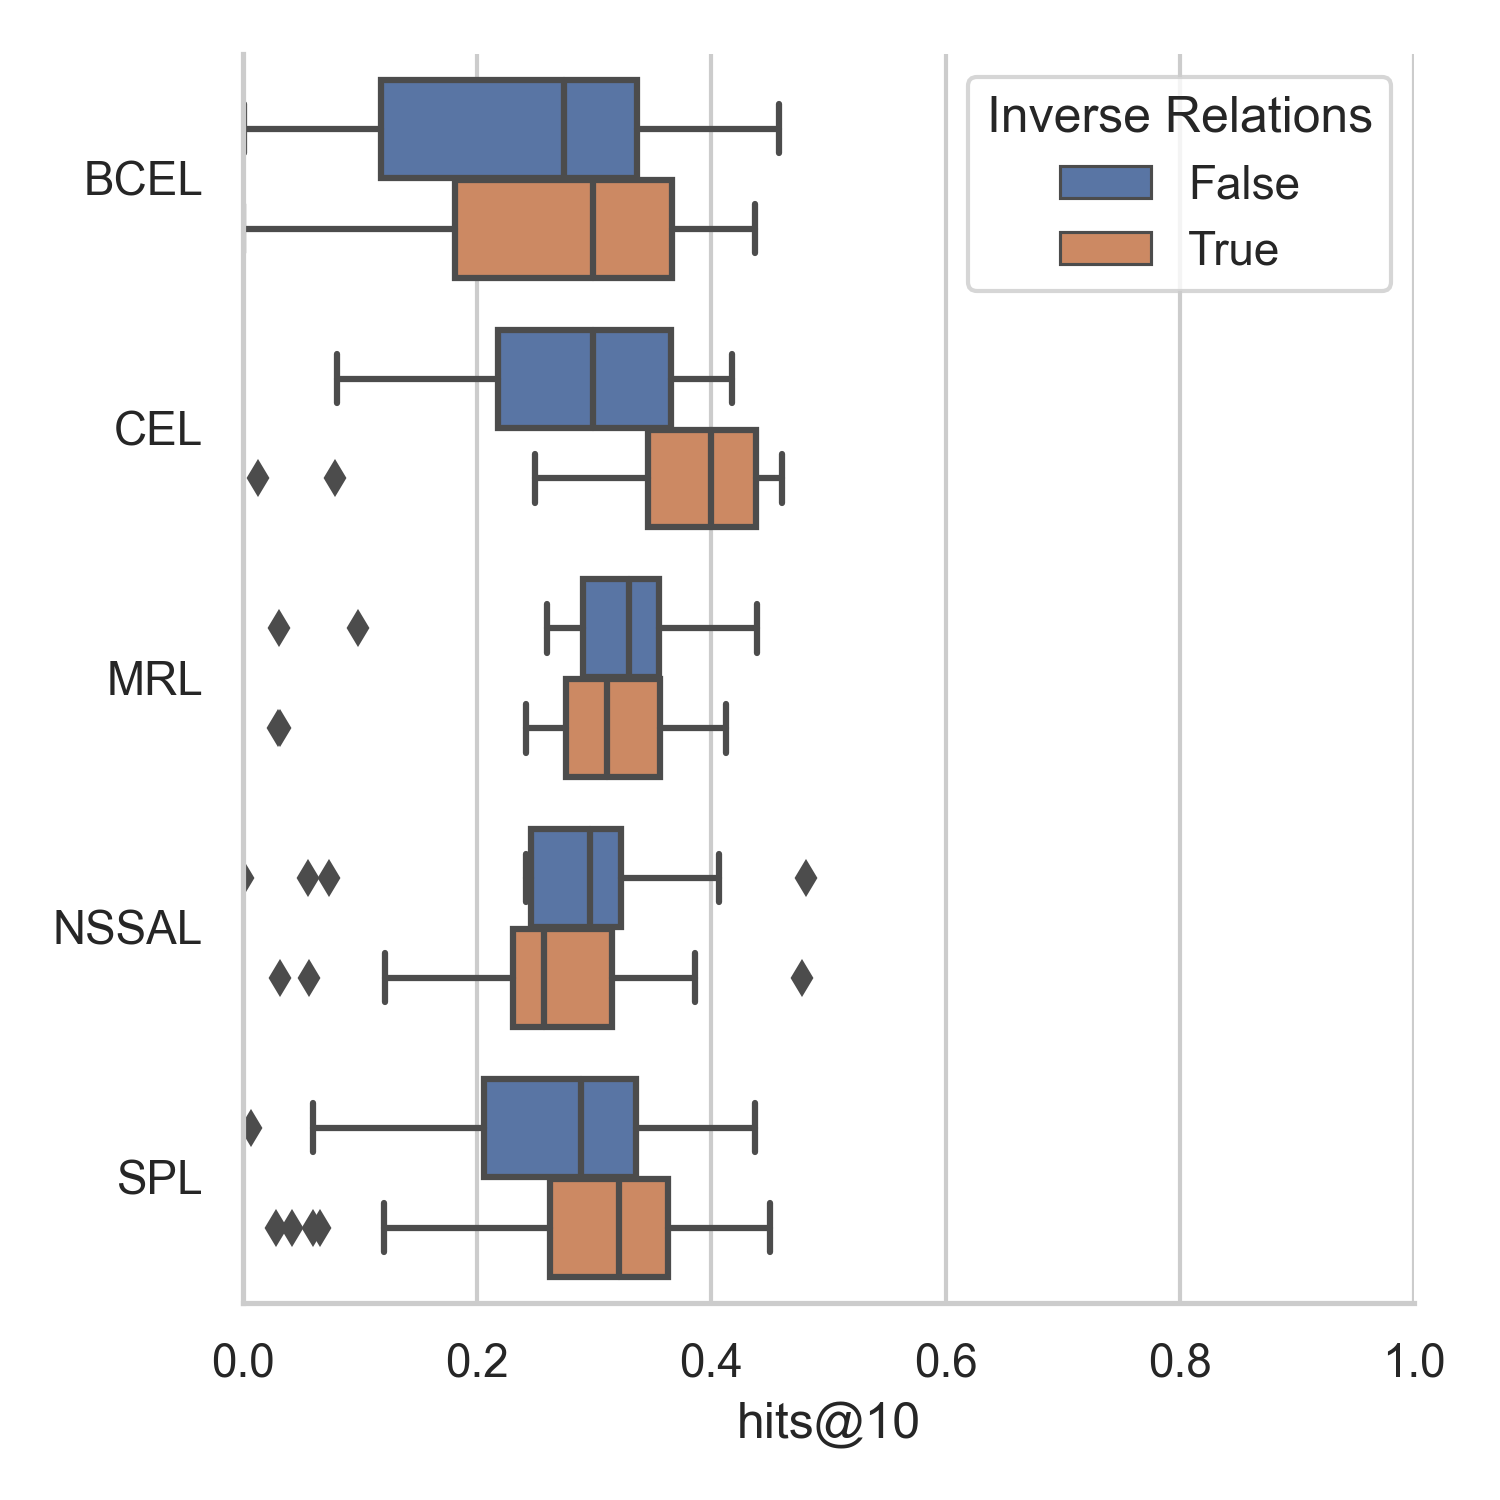 Inverse Relations
False
True
BCEL
CEL
MRL
NSSAL
SPL
0.0 0.2 0.4 0.6 0.8 1.0
hits@10